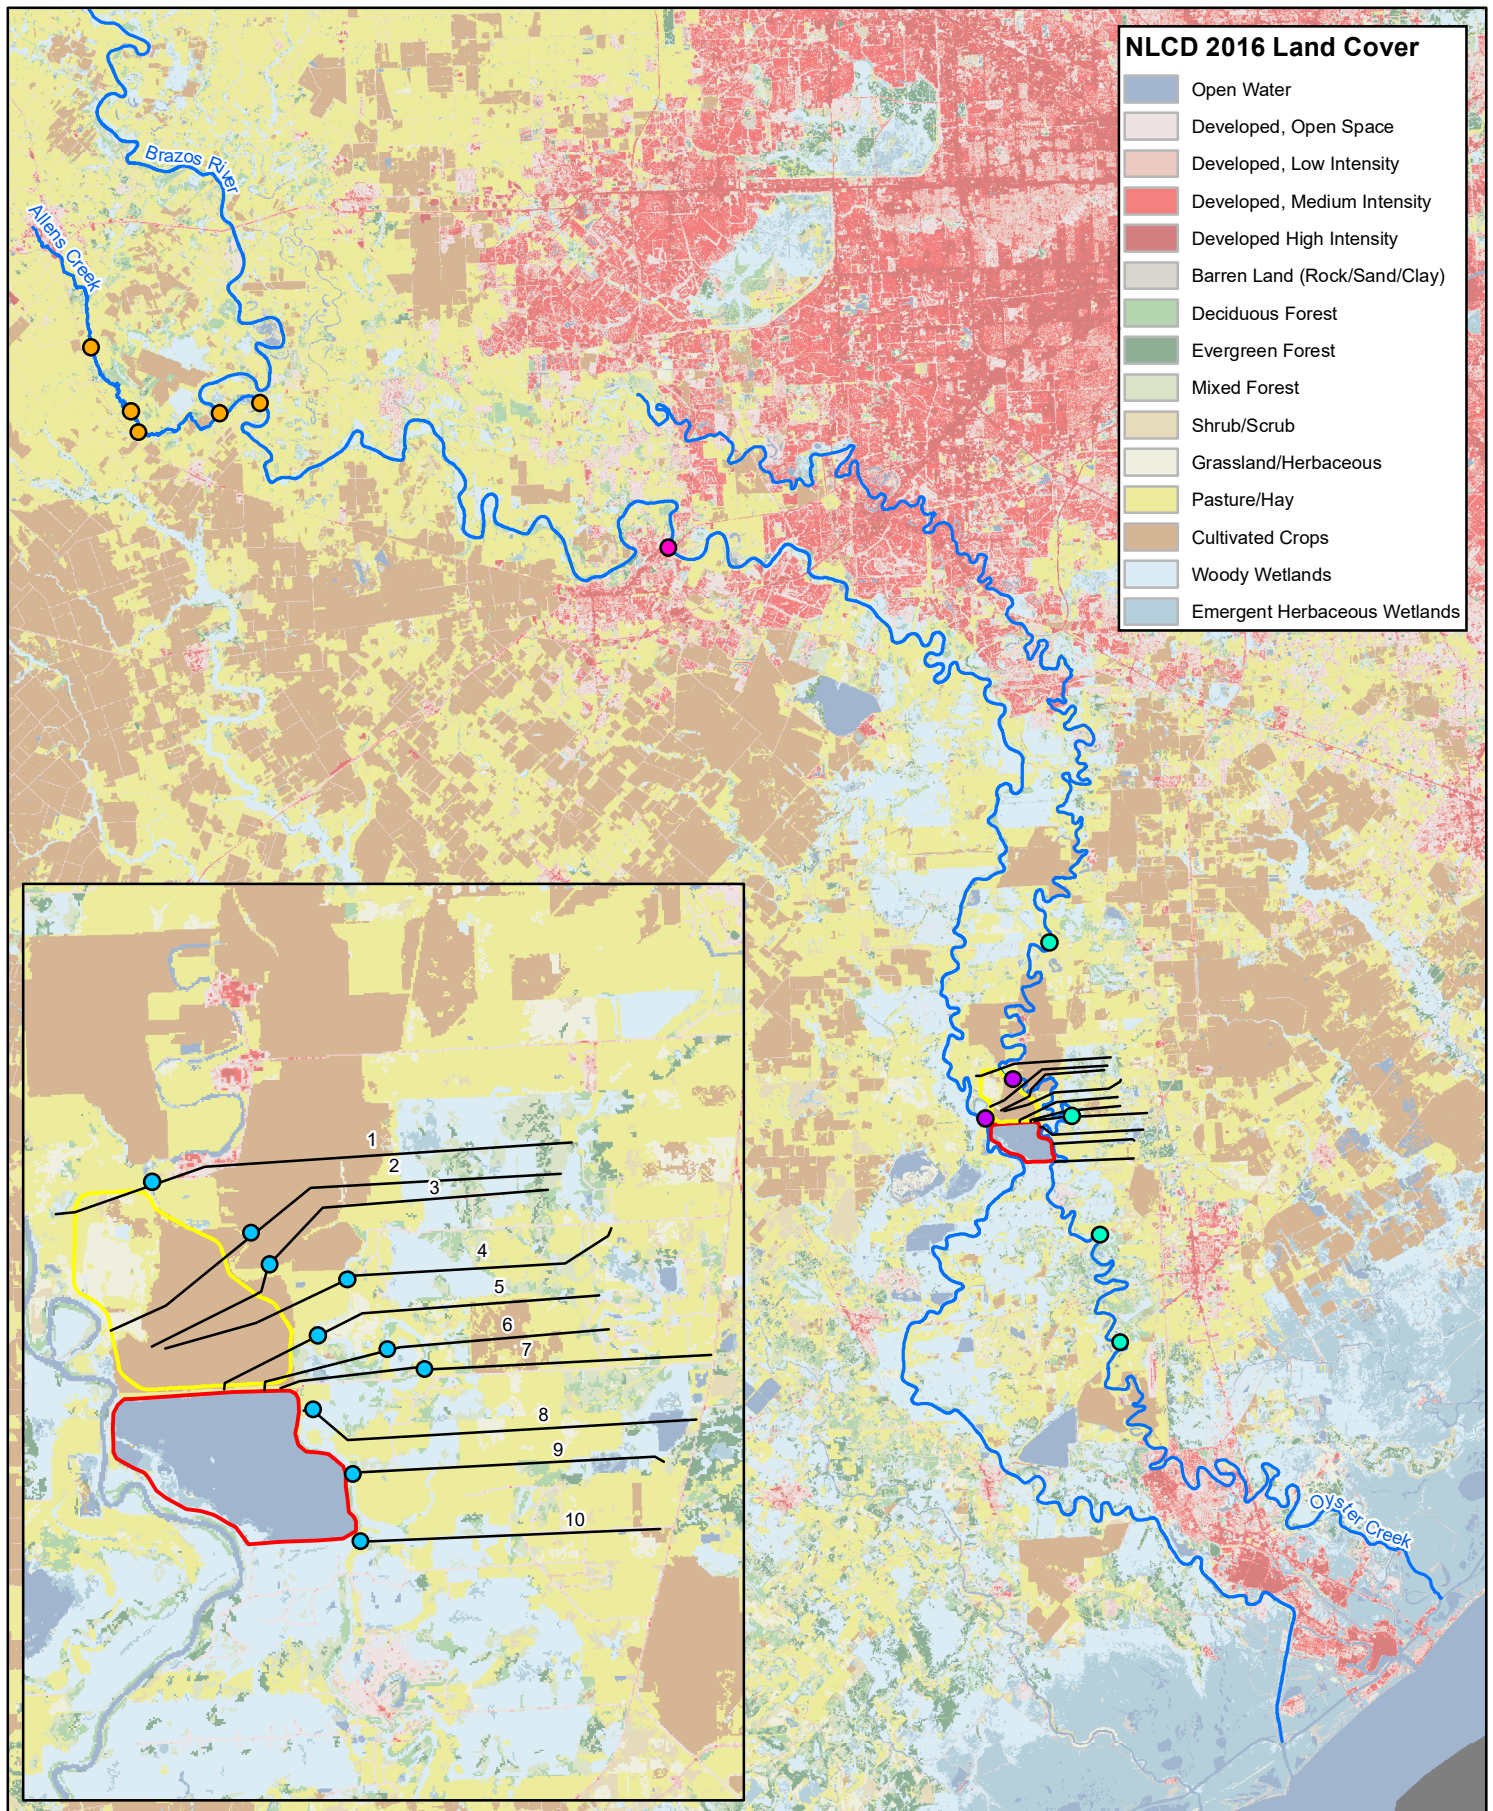 NLCD 2016 Land Cover
Open Water
Developed, Open Space
Developed, Low Intensity
Developed, Medium Intensity
Developed High Intensity
Barren Land (Rock/Sand/Clay)
Deciduous Forest
Evergreen Forest
Mixed Forest
Shrub/Scrub
Grassland/Herbaceous
Pasture/Hay
Cultivated Crops
Woody Wetlands
Emergent Herbaceous Wetlands
Brazos River
Allens Creek
1
2
3
4
5
6
7
8
9
10
Oyster Creek